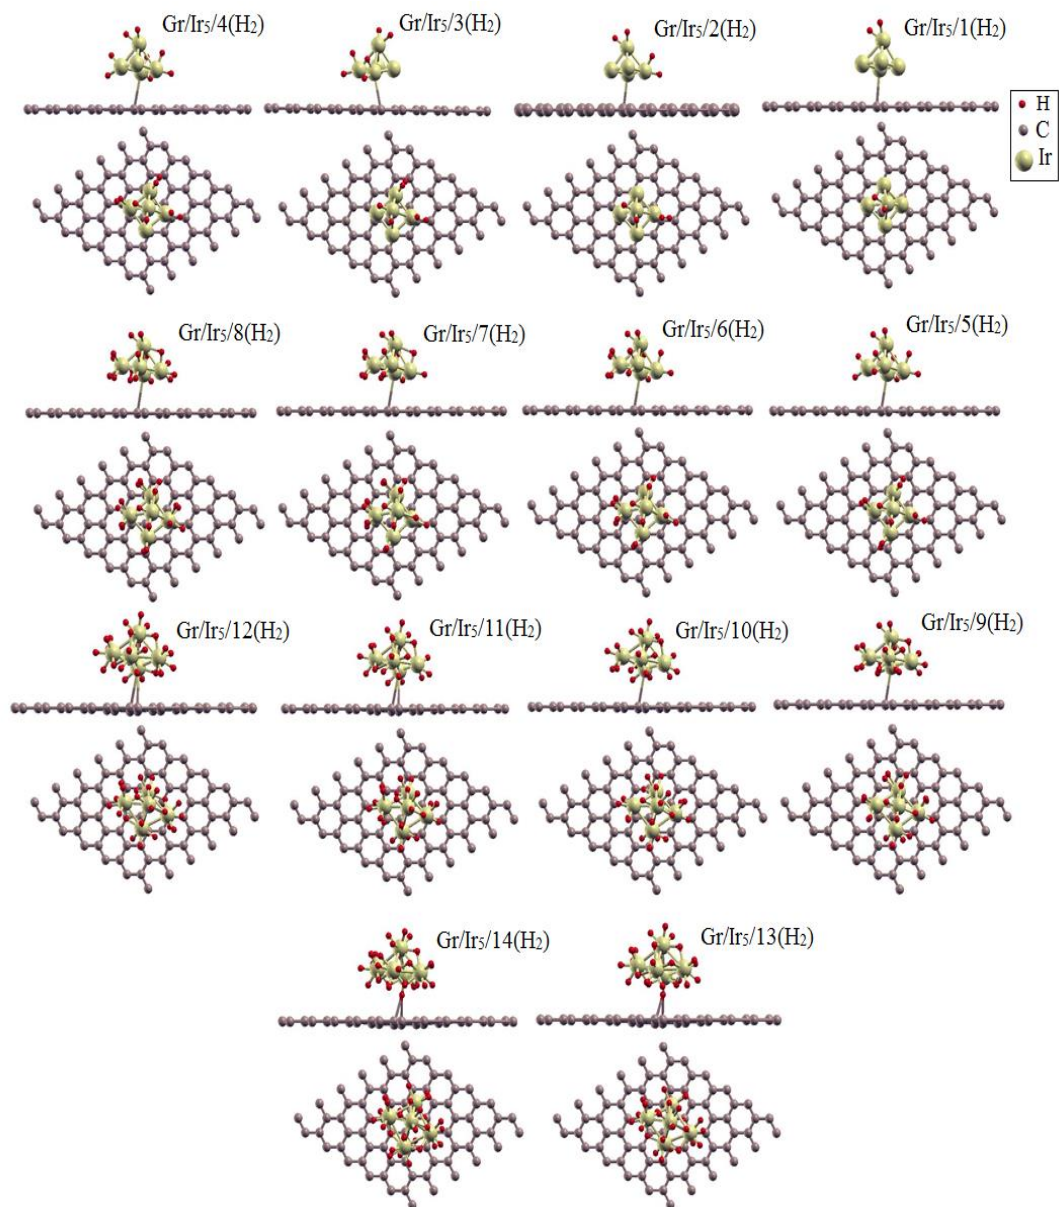 Gr/Ir₅/4(H₂)
Gr/Ir₅/3(H₂)
Gr/Ir₅/2(H₂)
Gr/Ir₅/1(H₂)
H
C
Ir
Gr/Ir₅/8(H₂)
Gr/Ir₅/7(H₂)
Gr/Ir₅/6(H₂)
Gr/Ir₅/5(H₂)
Gr/Ir₅/12(H₂)
Gr/Ir₅/11(H₂)
Gr/Ir₅/10(H₂)
Gr/Ir₅/9(H₂)
Gr/Ir₅/14(H₂)
Gr/Ir₅/13(H₂)